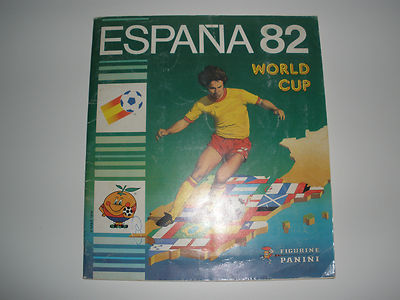 ESPAÑA 82
WORLD
CUP
FIGURINE
PANINI